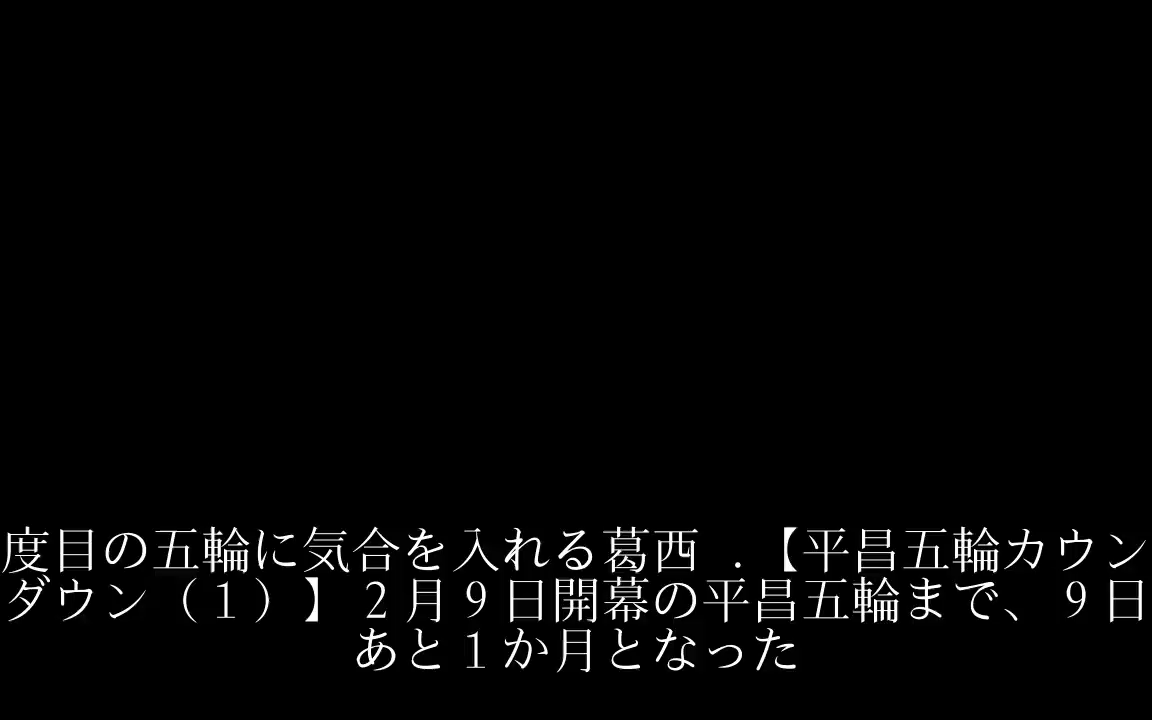 度目の五輪に気合を入れる葛西 .【平昌五輪カウン
ダウン（１）】２月９日開幕の平昌五輪まで、９日
あと１か月となった